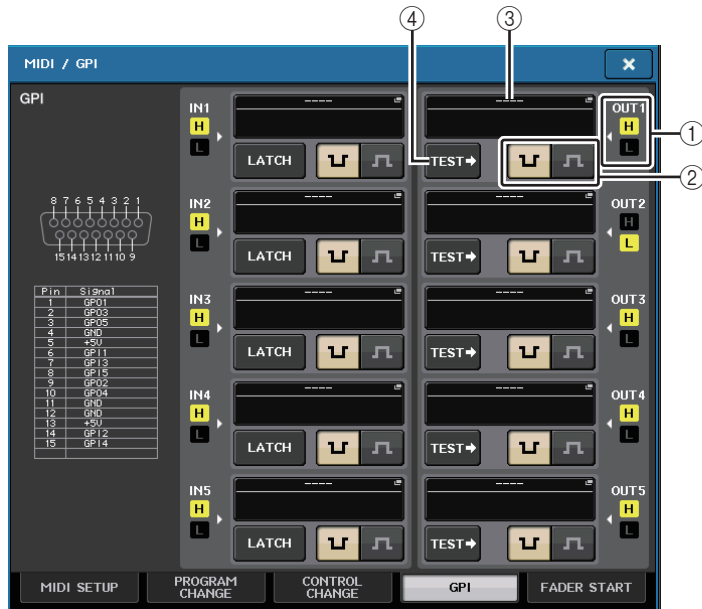 ④ ③
MIDI / GPI ×
GPI
8 7 6 5 4 3 2 1
15 14 13 12 11 10 9
Pin Signal
1 GPO1
2 GPO3
3 GPO5
4 GND
5 +5V
6 GPI1
7 GPI3
8 GPI5
9 GPO2
10 GPO4
11 GND
12 GND
13 +5V
14 GPI2
15 GPI4
IN1 H L ---- LATCH
---- TEST OUT1 H L
①
②
IN2 H L ---- LATCH
---- TEST OUT2 H L
IN3 H L ---- LATCH
---- TEST OUT3 H L
IN4 H L ---- LATCH
---- TEST OUT4 H L
IN5 H L ---- LATCH
---- TEST OUT5 H L
MIDI SETUP
PROGRAM
CHANGE
CONTROL
CHANGE
GPI
FADER START